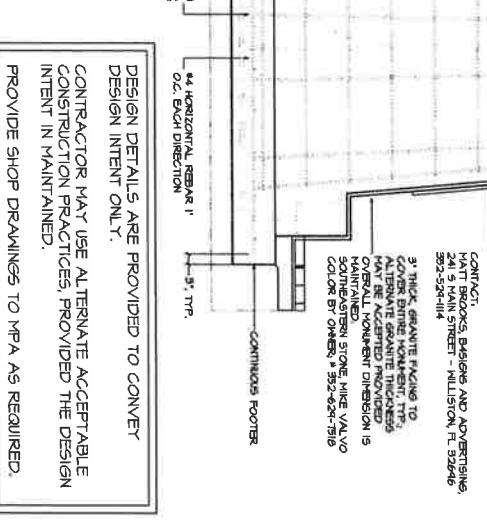 CONTACT:
MATT BROOKS, BASIGNS AND ADVERTISING,
241 S MAIN STREET - WILLISTON, FL 32696
352-529-1114
3" THICK, GRANITE FACING TO
COVER ENTIRE MONUMENT, TYP.;
ALTERNATE GRANITE THICKNESS
MAY BE ACCEPTED PROVIDED
OVERALL MONUMENT DIMENSION IS
MAINTAINED.
SOUTHEASTERN STONE, MIKE VALVO
COLOR BY OWNER, # 352-629-7518
CONTINUOUS FOOTER
3", TYP.
#4 HORIZONTAL REBAR 1'
O.C. EACH DIRECTION
DESIGN DETAILS ARE PROVIDED TO CONVEY
DESIGN INTENT ONLY.
CONTRACTOR MAY USE ALTERNATE ACCEPTABLE
CONSTRUCTION PRACTICES, PROVIDED THE DESIGN
INTENT IN MAINTAINED.
PROVIDE SHOP DRAWINGS TO MPA AS REQUIRED.